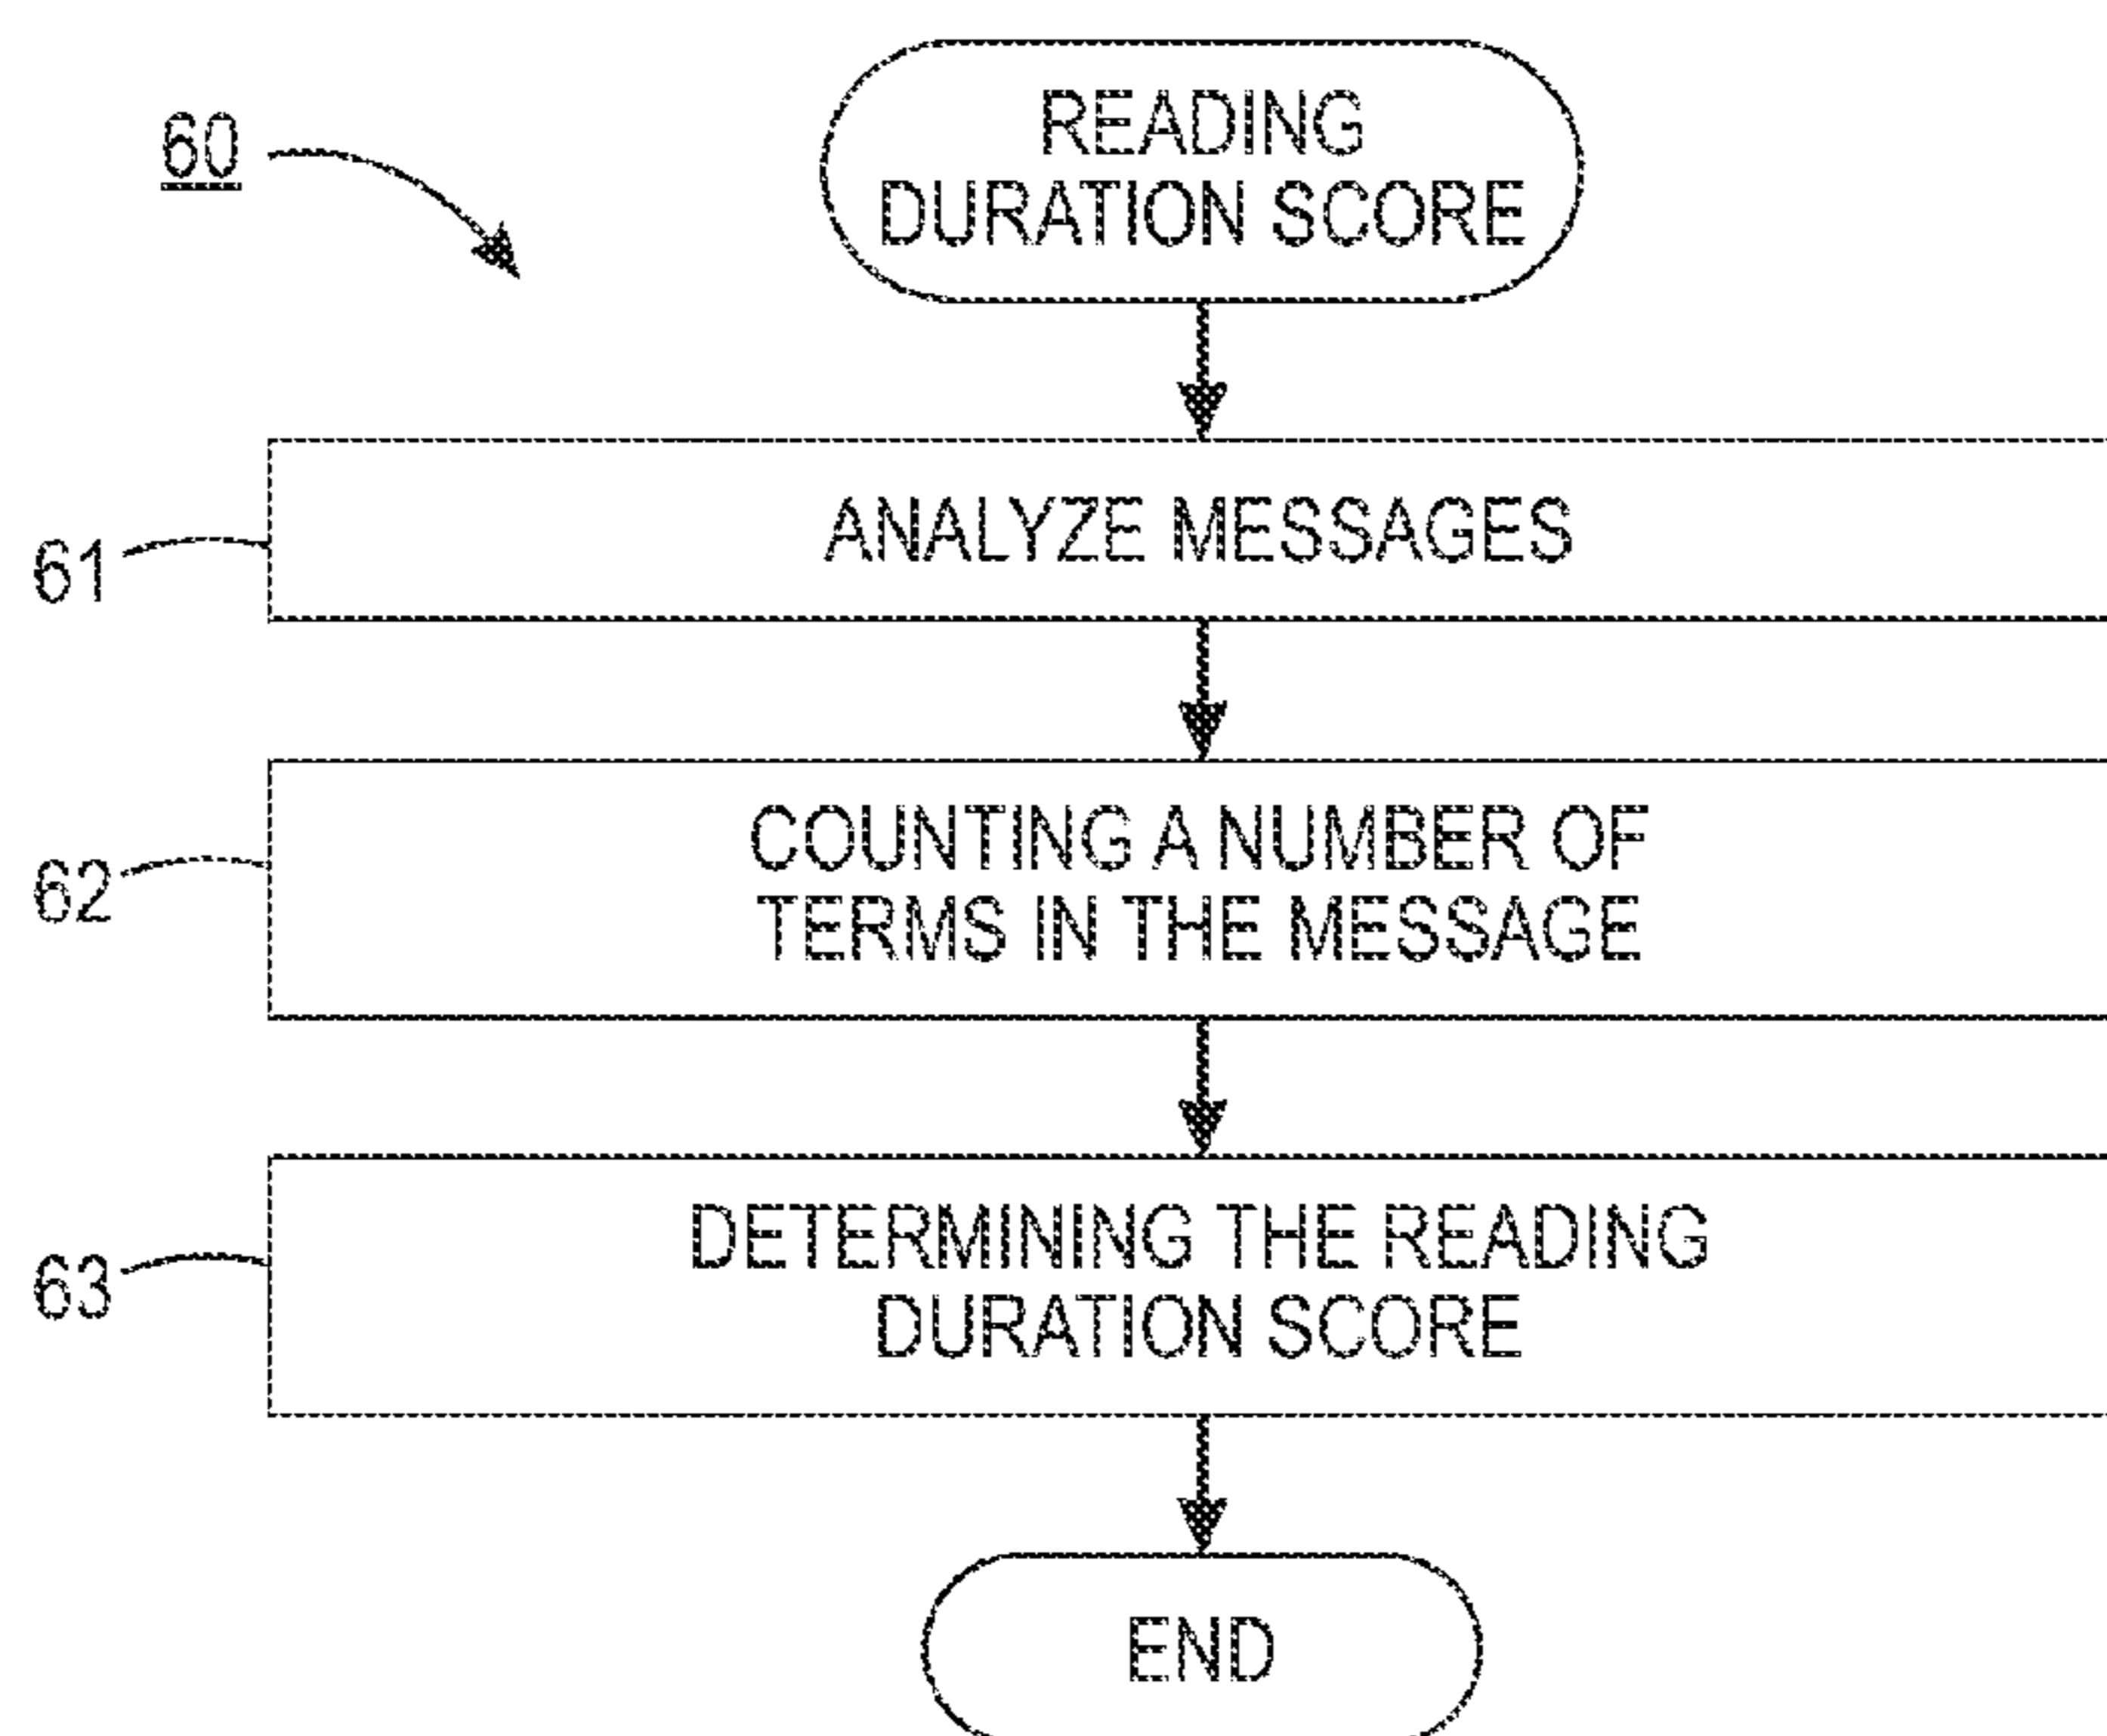 60
READING
DURATION SCORE
61
ANALYZE MESSAGES
62
COUNTING A NUMBER OF
TERMS IN THE MESSAGE
63
DETERMINING THE READING
DURATION SCORE
END